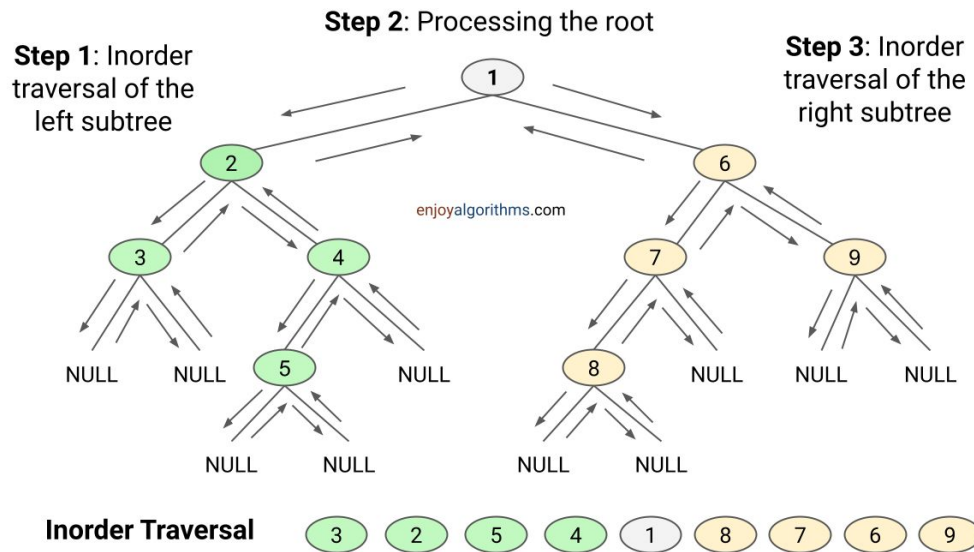 Step 2: Processing the root
Step 1: Inorder
traversal of the
left subtree
Step 3: Inorder
traversal of the
right subtree
1
2
6
enjoyalgorithms.com
3
4
7
9
NULL
NULL
5
NULL
8
NULL
NULL
NULL
NULL
NULL
NULL
NULL
Inorder Traversal 3 2 5 4 1 8 7 6 9